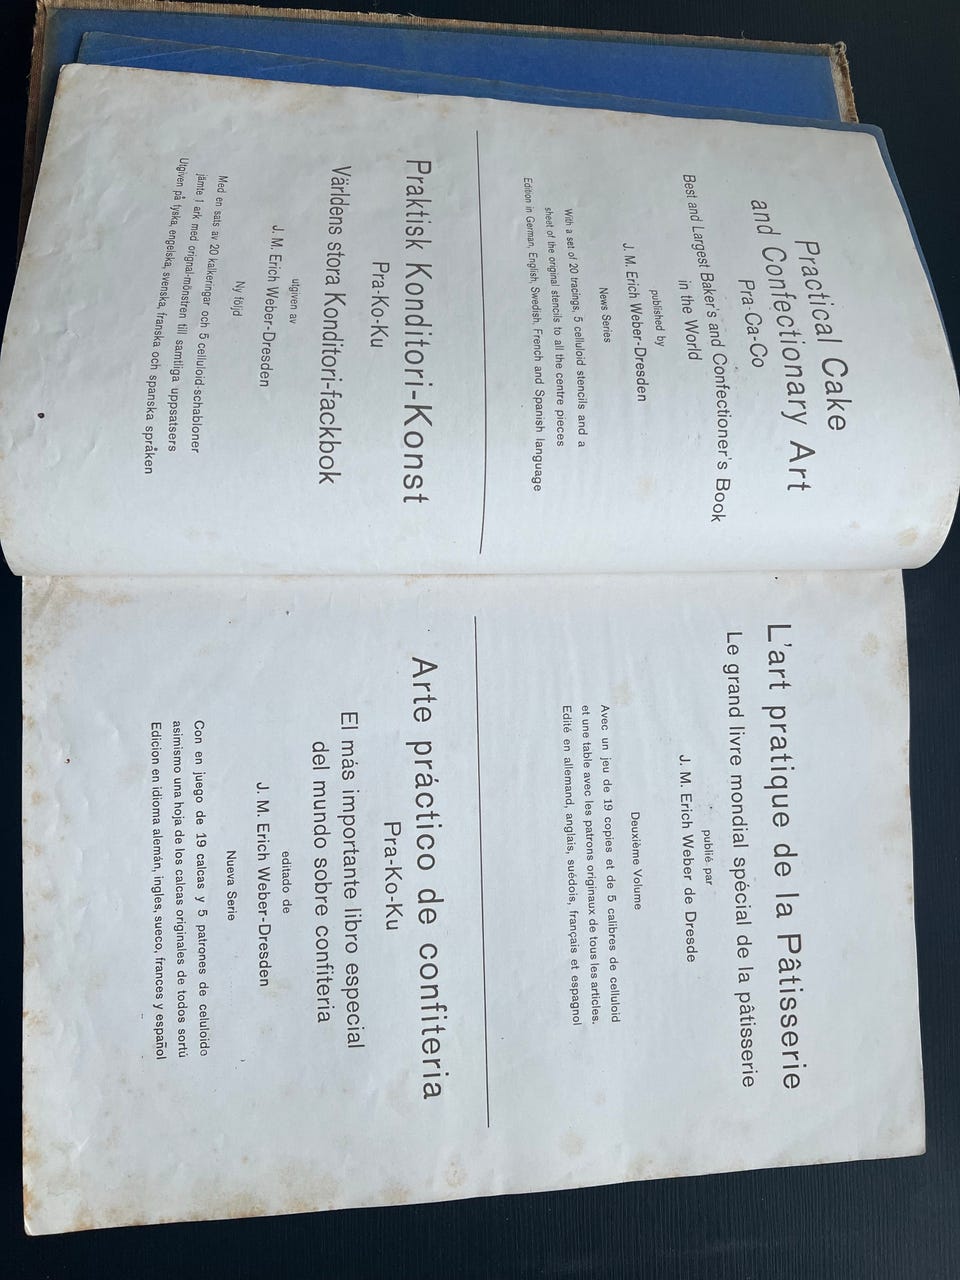 Practical Cake
and Confectionary Art
Pra-Ca-Co
Best and Largest Baker's and Confectioner's Book
in the World
published by
J. M. Erich Weber-Dresden
News Series
With a set of 20 tracings, 5 celluloid stencils and a
sheet of the original stencils to all the centre pieces
Edition in German, English, Swedish, French and Spanish language
Praktisk Konditori-Konst
Pra-Ko-Ku
Världens stora Konditori-fackbok
utgiven av
J. M. Erich Weber-Dresden
Ny följd
Med en sats av 20 kalkeringar och 5 celluloid-schabloner
jämte 1 ark med orignal-mönstren till samtliga uppsatsers
Utgiven på tyska, engelska, svenska, franska och spanska språken
L'art pratique de la Pâtisserie
Le grand livre mondial spécial de la pâtisserie
publié par
J. M. Erich Weber de Dresde
Deuxième Volume
Avec un jeu de 19 copies et de 5 calibres de celluloid
et une table avec les patrons originaux de tous les articles.
Edité en allemand, anglais, suédois, français et espagnol
Arte práctico de confiteria
Pra-Ko-Ku
El más importante libro especial
del mundo sobre confiteria
editado de
J. M. Erich Weber-Dresden
Nueva Serie
Con en juego de 19 calcas y 5 patrones de celuloido
asimismo una hoja de los calcas originales de todos sortú
Edicion en idioma alemán, ingles, sueco, frances y español